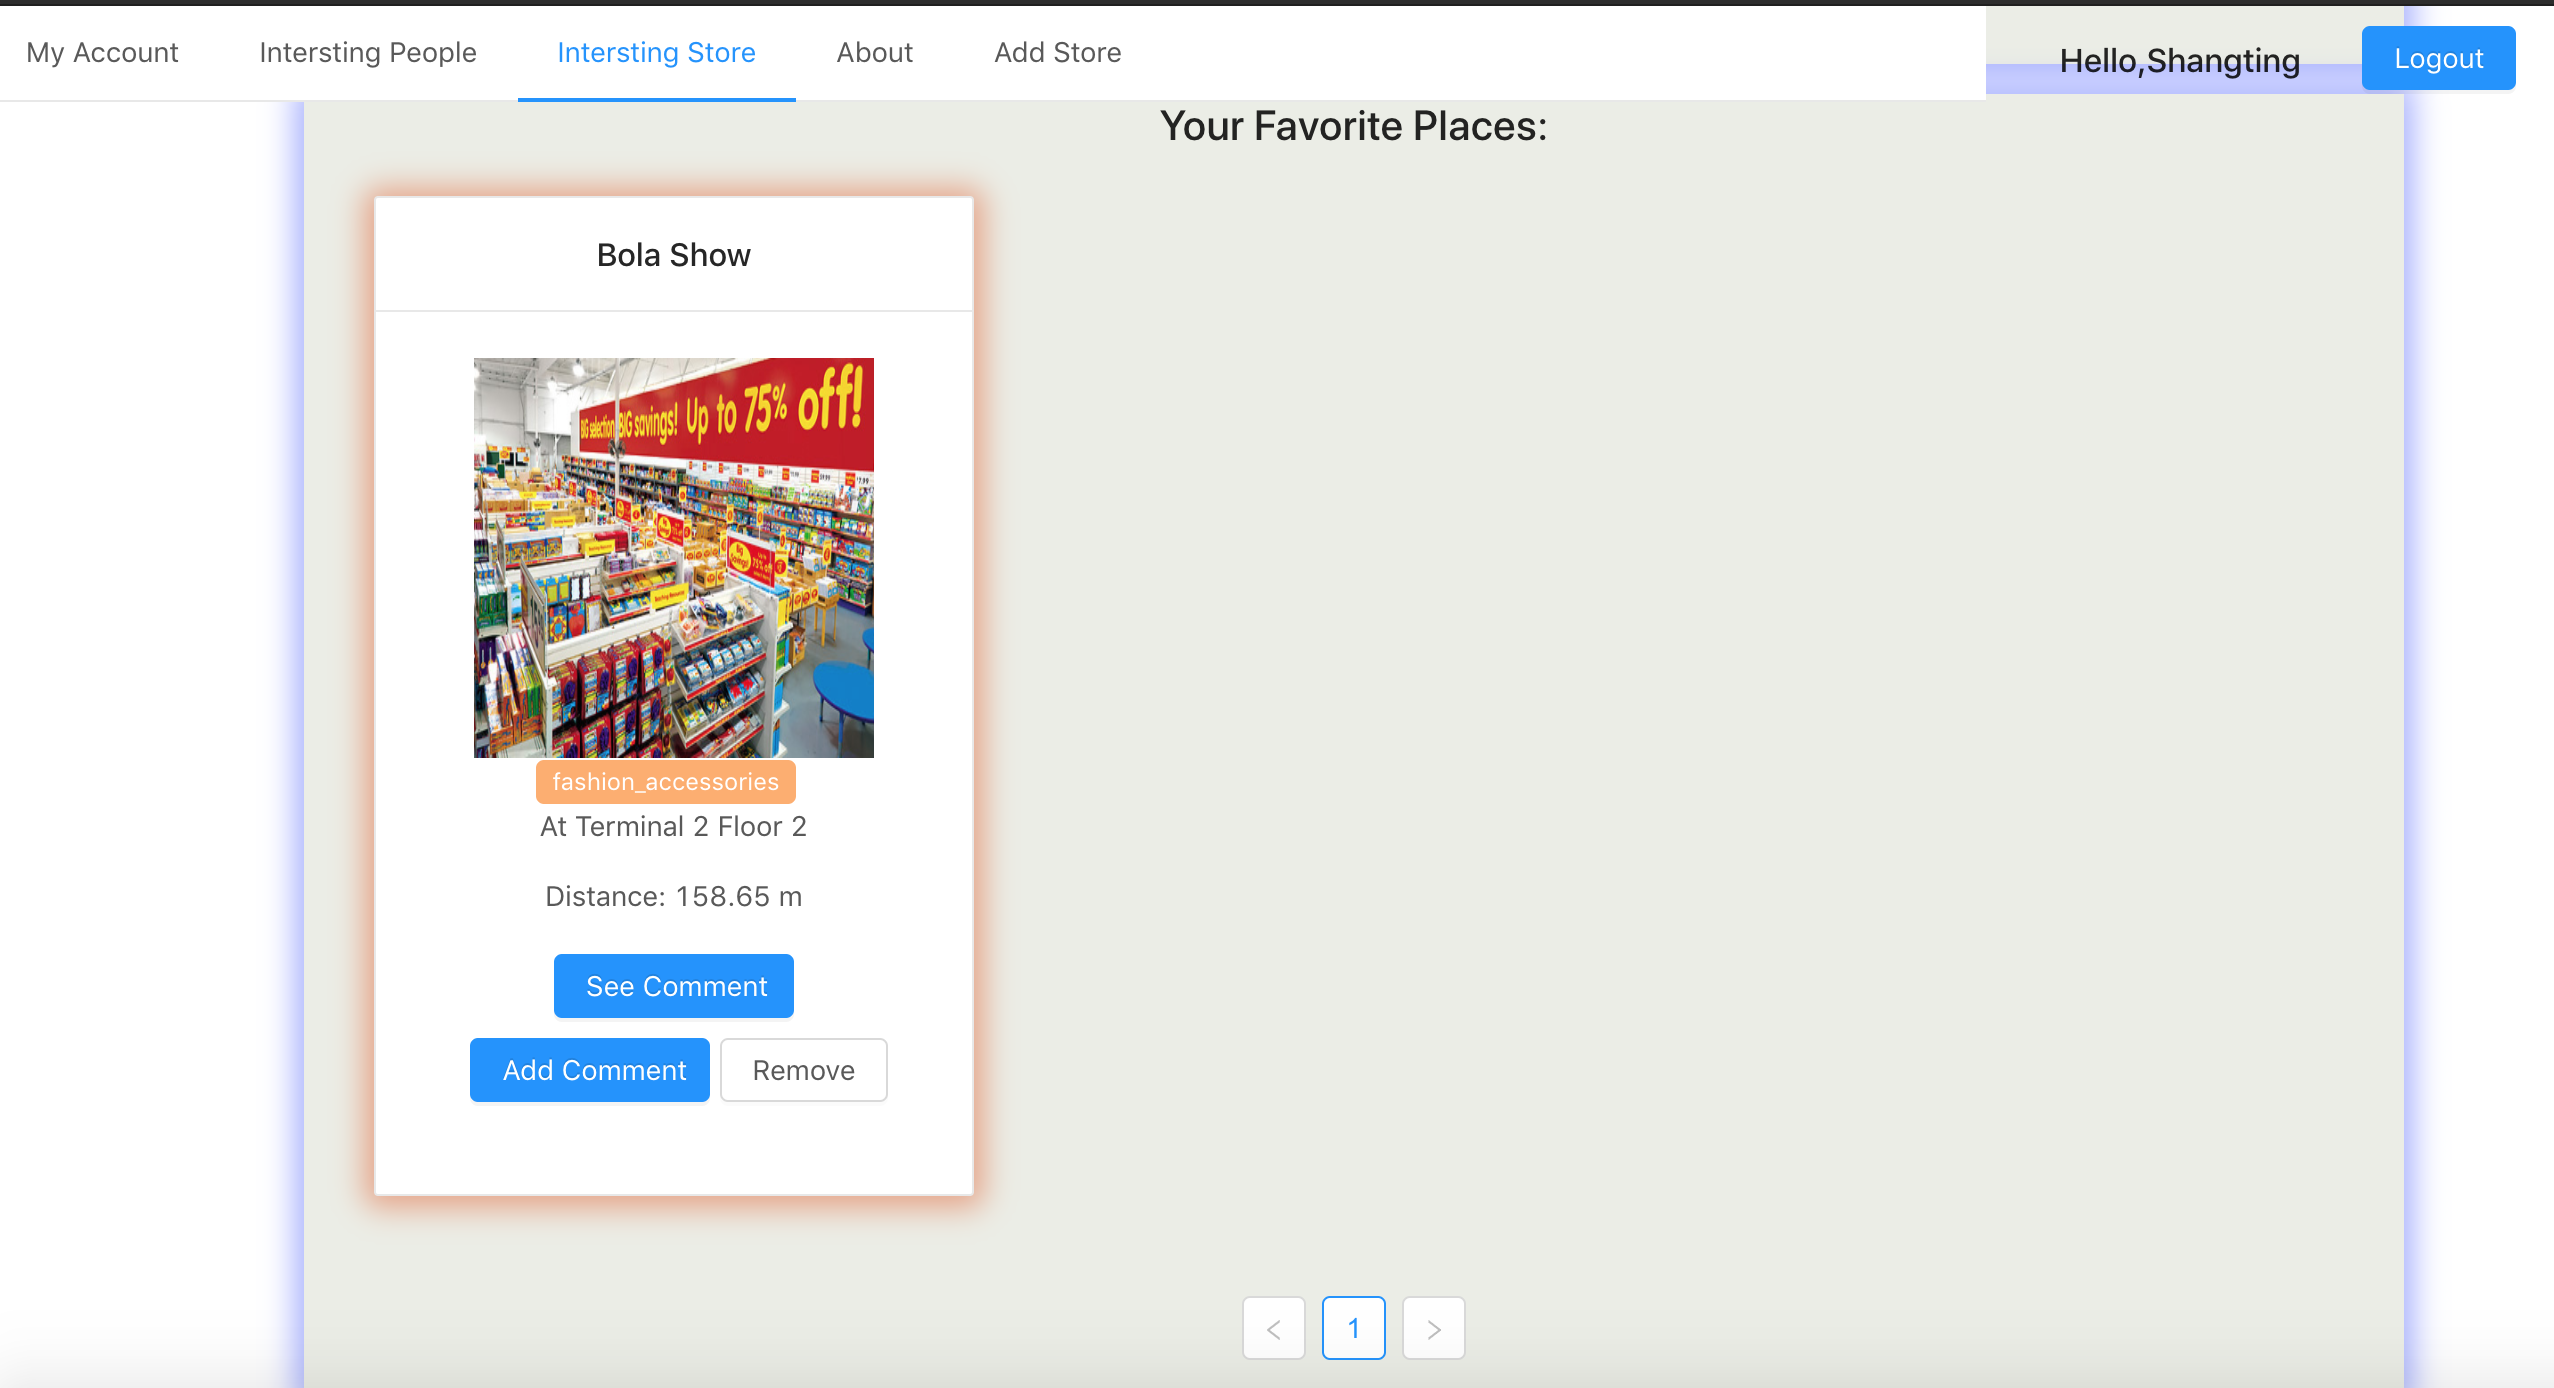 My Account Intersting People Intersting Store About Add Store Hello,Shangting Logout
Your Favorite Places:
Bola Show
BIG selection BIG savings! Up to 75% off!
fashion_accessories
At Terminal 2 Floor 2
Distance: 158.65 m
See Comment
Add Comment Remove
< 1 >